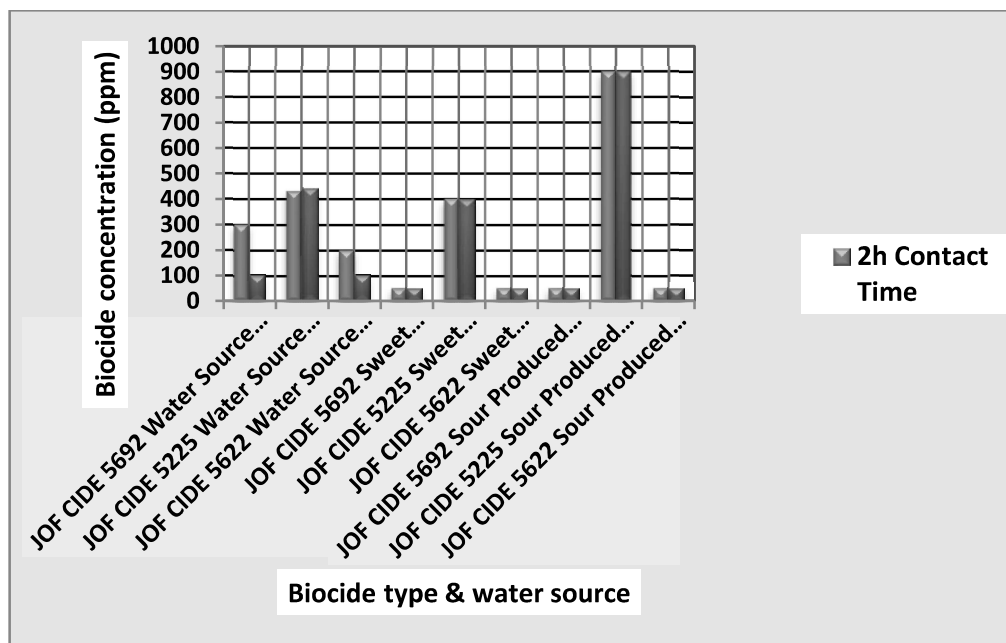 Biocide concentration (ppm)
1000
900
800
700
600
500
400
300
200
100
0
JOF CIDE 5692 Water Source...
JOF CIDE 5225 Water Source...
JOF CIDE 5622 Water Source...
JOF CIDE 5692 Sweet...
JOF CIDE 5225 Sweet...
JOF CIDE 5622 Sweet...
JOF CIDE 5692 Sour Produced...
JOF CIDE 5225 Sour Produced...
JOF CIDE 5622 Sour Produced...
Biocide type & water source
2h Contact
Time